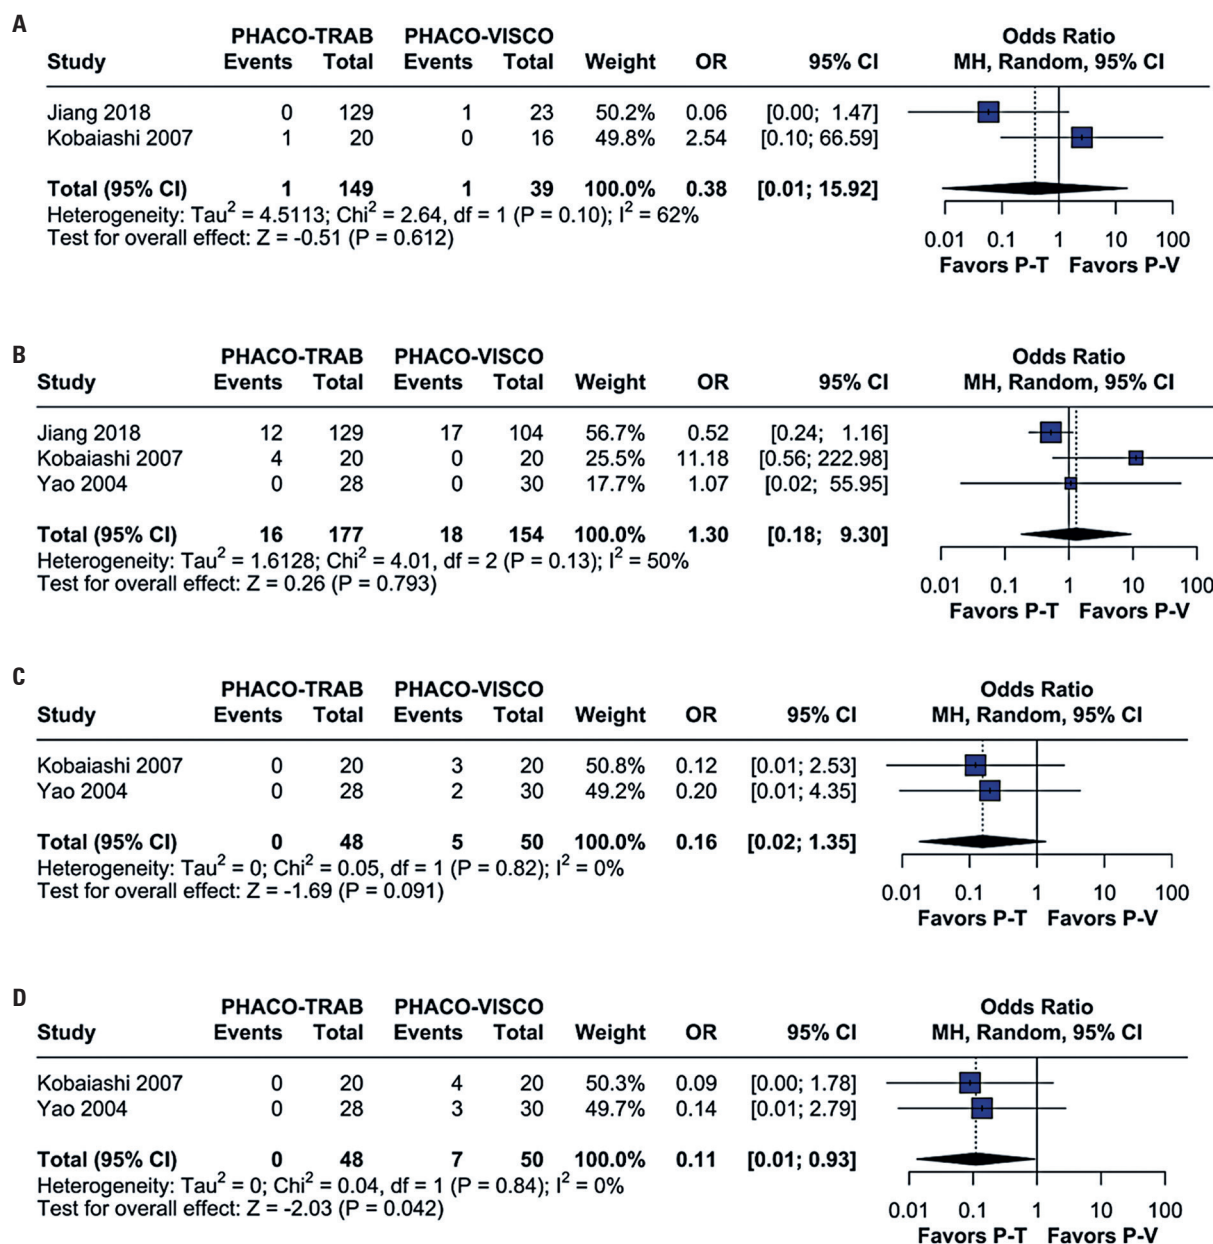 A
PHACO-TRAB PHACO-VISCO Odds Ratio
Study Events Total Events Total Weight OR 95% CI MH, Random, 95% CI
Jiang 2018 0 129 1 23 50.2% 0.06 [0.00; 1.47]
Kobaiashi 2007 1 20 0 16 49.8% 2.54 [0.10; 66.59]
Total (95% CI) 1 149 1 39 100.0% 0.38 [0.01; 15.92]
Heterogeneity: Tau² = 4.5113; Chi² = 2.64, df = 1 (P = 0.10); I² = 62%
Test for overall effect: Z = -0.51 (P = 0.612)
0.01 0.1 1 10 100
Favors P-T Favors P-V
B
PHACO-TRAB PHACO-VISCO Odds Ratio
Study Events Total Events Total Weight OR 95% CI MH, Random, 95% CI
Jiang 2018 12 129 17 104 56.7% 0.52 [0.24; 1.16]
Kobaiashi 2007 4 20 0 20 25.5% 11.18 [0.56; 222.98]
Yao 2004 0 28 0 30 17.7% 1.07 [0.02; 55.95]
Total (95% CI) 16 177 18 154 100.0% 1.30 [0.18; 9.30]
Heterogeneity: Tau² = 1.6128; Chi² = 4.01, df = 2 (P = 0.13); I² = 50%
Test for overall effect: Z = 0.26 (P = 0.793)
0.01 0.1 1 10 100
Favors P-T Favors P-V
C
PHACO-TRAB PHACO-VISCO Odds Ratio
Study Events Total Events Total Weight OR 95% CI MH, Random, 95% CI
Kobaiashi 2007 0 20 3 20 50.8% 0.12 [0.01; 2.53]
Yao 2004 0 28 2 30 49.2% 0.20 [0.01; 4.35]
Total (95% CI) 0 48 5 50 100.0% 0.16 [0.02; 1.35]
Heterogeneity: Tau² = 0; Chi² = 0.05, df = 1 (P = 0.82); I² = 0%
Test for overall effect: Z = -1.69 (P = 0.091)
0.01 0.1 1 10 100
Favors P-T Favors P-V
D
PHACO-TRAB PHACO-VISCO Odds Ratio
Study Events Total Events Total Weight OR 95% CI MH, Random, 95% CI
Kobaiashi 2007 0 20 4 20 50.3% 0.09 [0.00; 1.78]
Yao 2004 0 28 3 30 49.7% 0.14 [0.01; 2.79]
Total (95% CI) 0 48 7 50 100.0% 0.11 [0.01; 0.93]
Heterogeneity: Tau² = 0; Chi² = 0.04, df = 1 (P = 0.84); I² = 0%
Test for overall effect: Z = -2.03 (P = 0.042)
0.01 0.1 1 10 100
Favors P-T Favors P-V